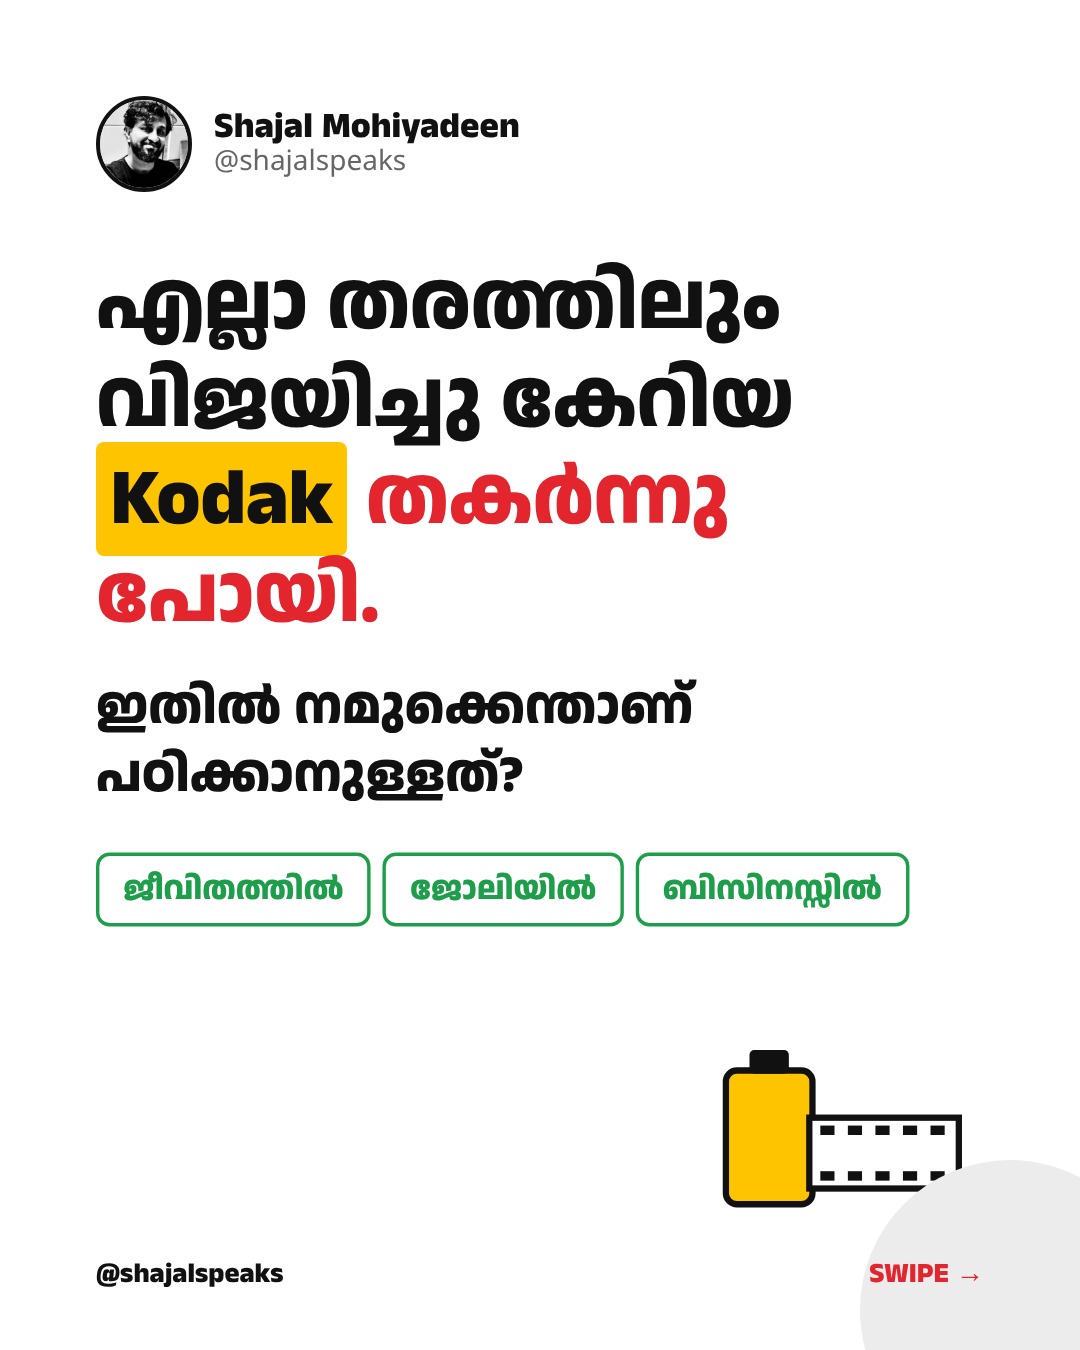 Shajal Mohiyadeen
@shajalspeaks
എല്ലാ തരത്തിലും
വിജയിച്ചു കേറിയ
Kodak തകർന്നു
പോയി.
ഇതിൽ നമുക്കെന്താണ്
പഠിക്കാനുള്ളത്?
ജീവിതത്തിൽ ജോലിയിൽ ബിസിനസ്സിൽ
@shajalspeaks SWIPE →